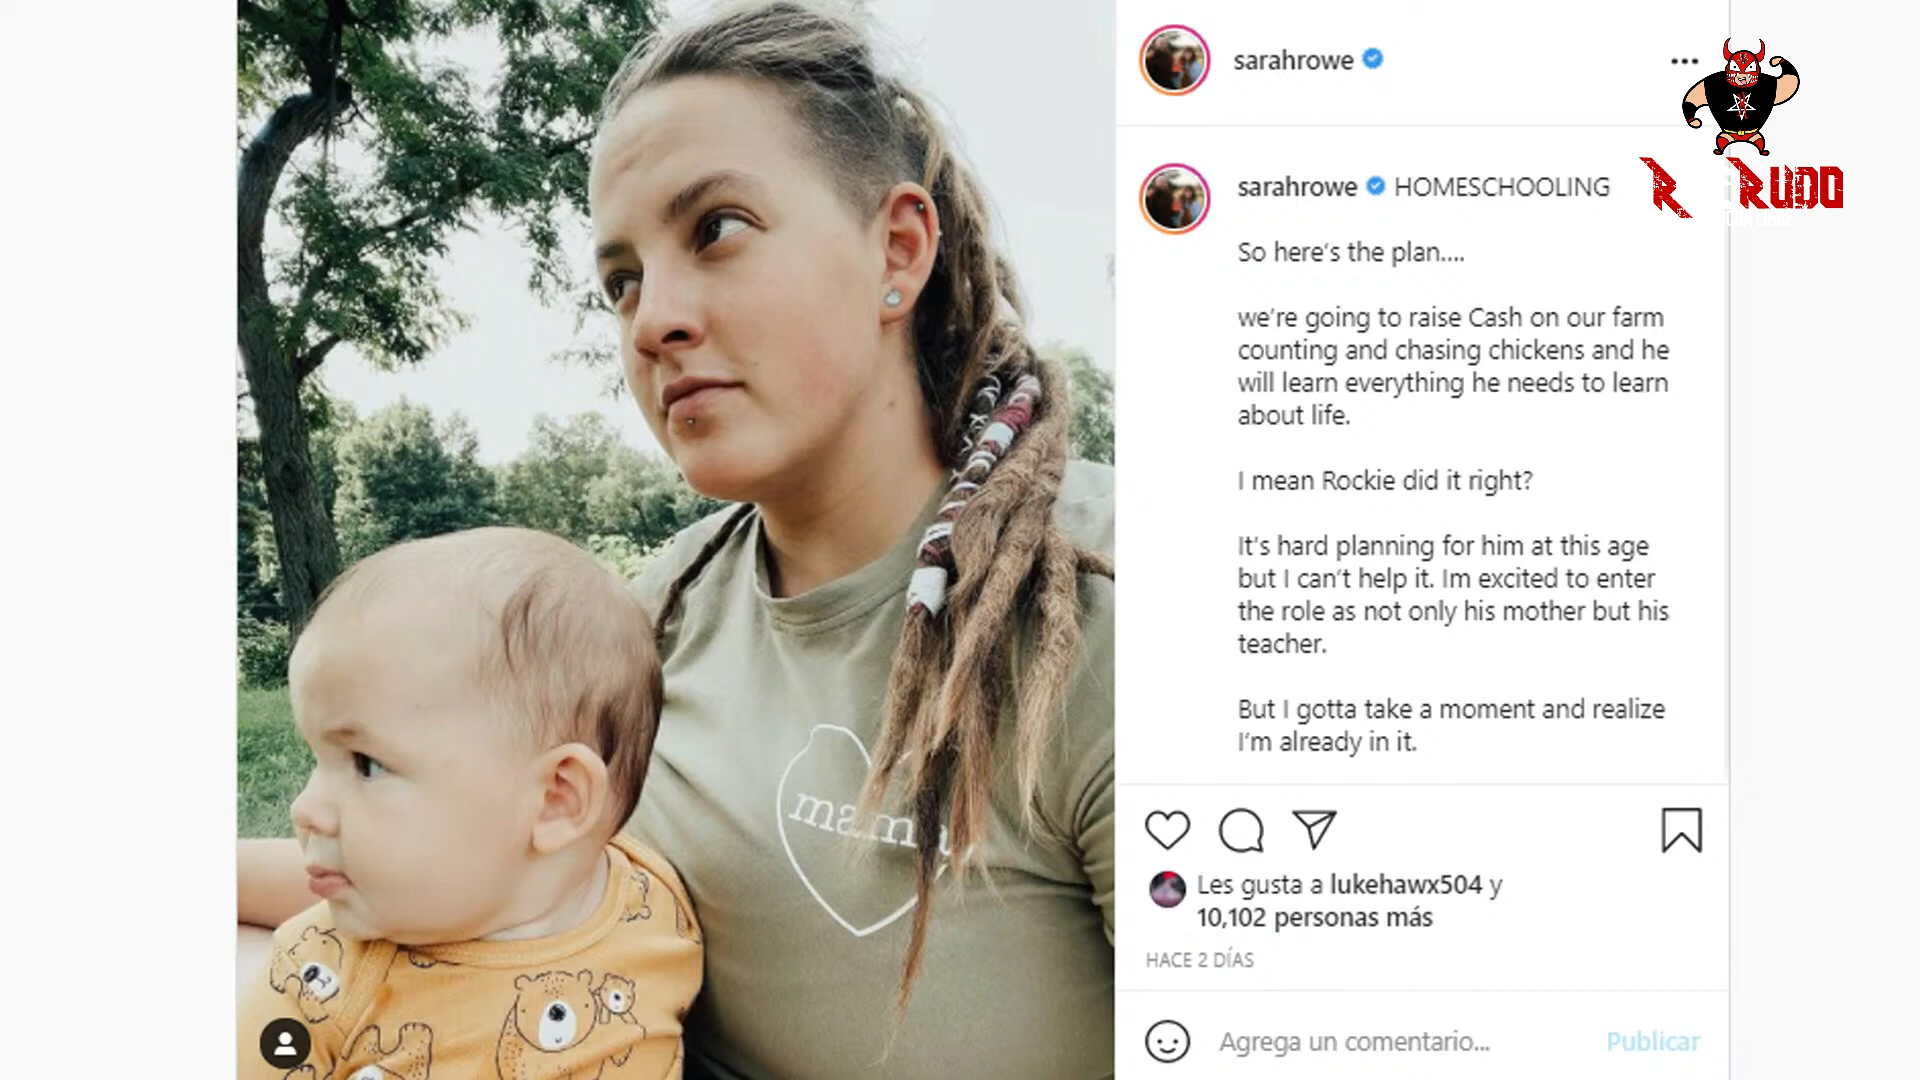 sarahrowe
sarahrowe HOMESCHOOLING
So here's the plan....
we're going to raise Cash on our farm
counting and chasing chickens and he
will learn everything he needs to learn
about life.
I mean Rockie did it right?
It's hard planning for him at this age
but I can't help it. Im excited to enter
the role as not only his mother but his
teacher.
But I gotta take a moment and realize
I'm already in it.
Les gusta a lukehawx504 y
10,102 personas más
HACE 2 DÍAS
Agrega un comentario...
Publicar
mama
RUDO